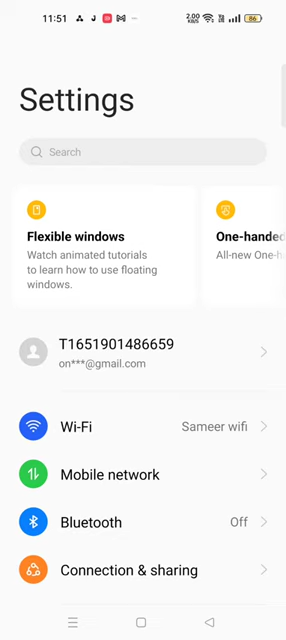 11:51
2.00
KB/S
86
Settings
Search
Flexible windows
Watch animated tutorials
to learn how to use floating
windows.
One-handed
All-new One-h
T1651901486659
on***@gmail.com
Wi-Fi
Sameer wifi
Mobile network
Bluetooth
Off
Connection & sharing